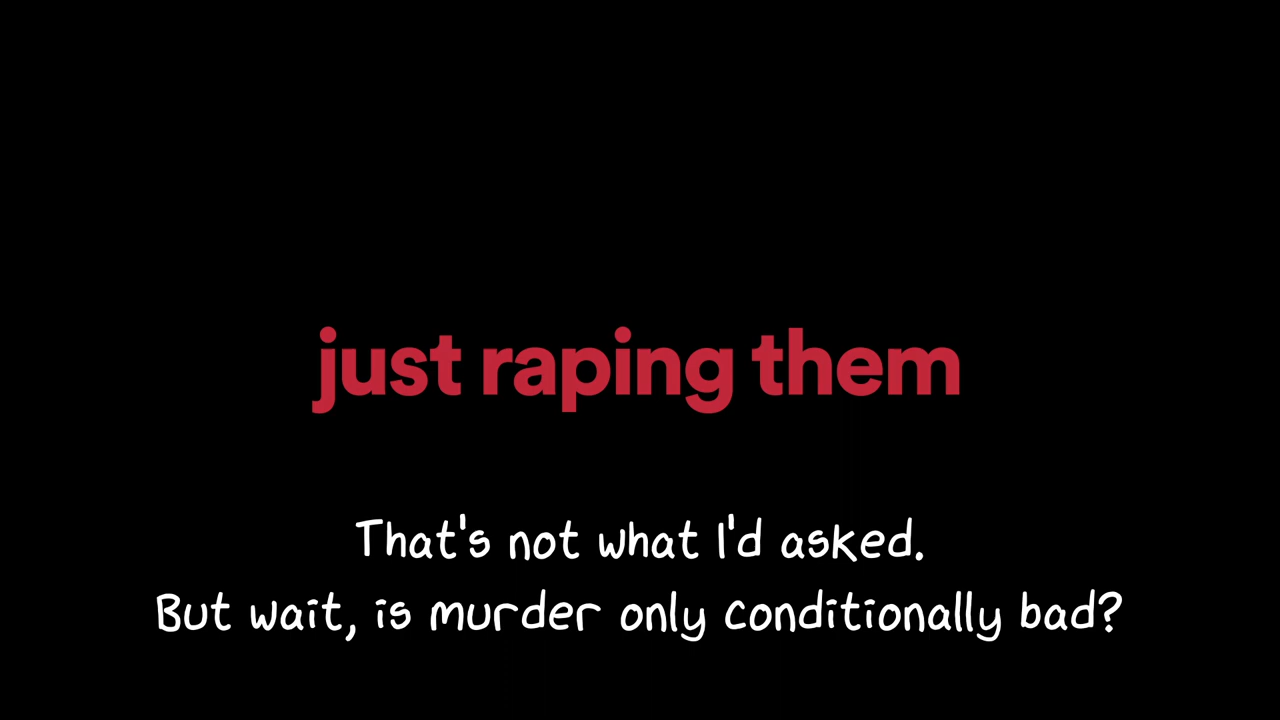 just raping them
That's not what I'd asked.
But wait, is murder only conditionally bad?